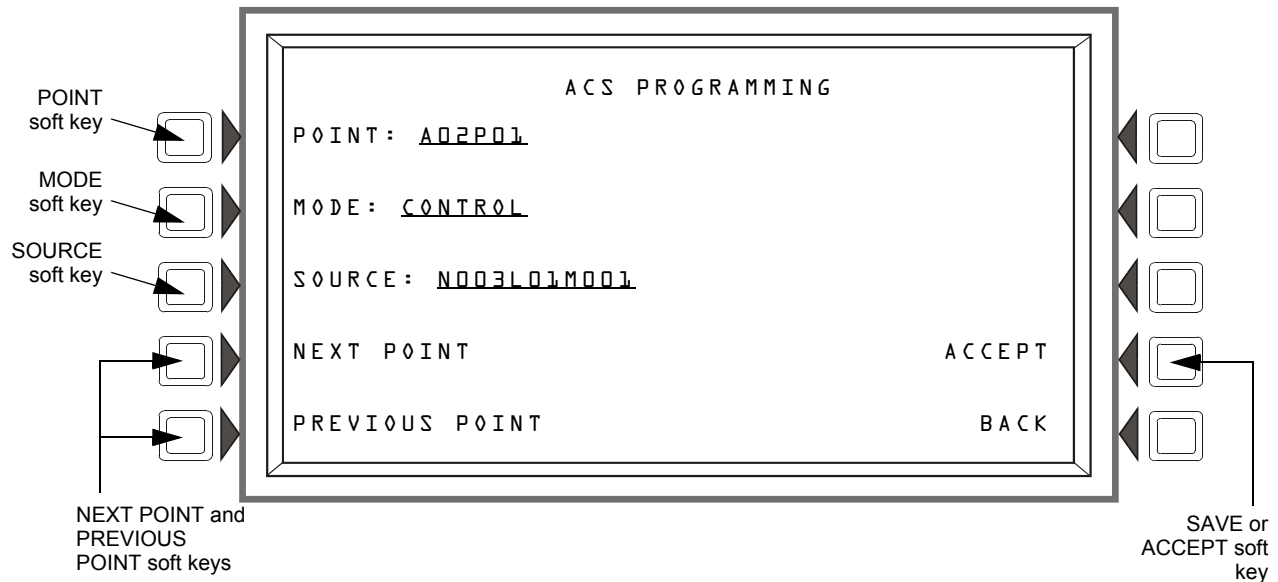 ACS PROGRAMMING
POINT: A02P01
MODE: CONTROL
SOURCE: N003L01M001
NEXT POINT
ACCEPT
PREVIOUS POINT
BACK
POINT
soft key
MODE
soft key
SOURCE
soft key
NEXT POINT and
PREVIOUS
POINT soft keys
SAVE or
ACCEPT soft
key